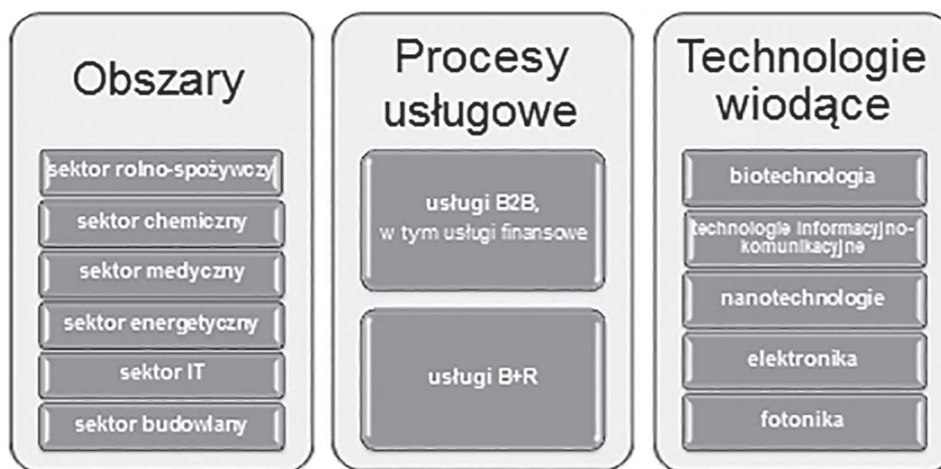 Obszary
sektor rolno-spożywczy
sektor chemiczny
sektor medyczny
sektor energetyczny
sektor IT
sektor budowlany
Procesy
usługowe
usługi B2B,
w tym usługi finansowe
usługi B+R
Technologie
wiodące
biotechnologia
technologie informacyjno-
komunikacyjne
nanotechnologie
elektronika
fotonika